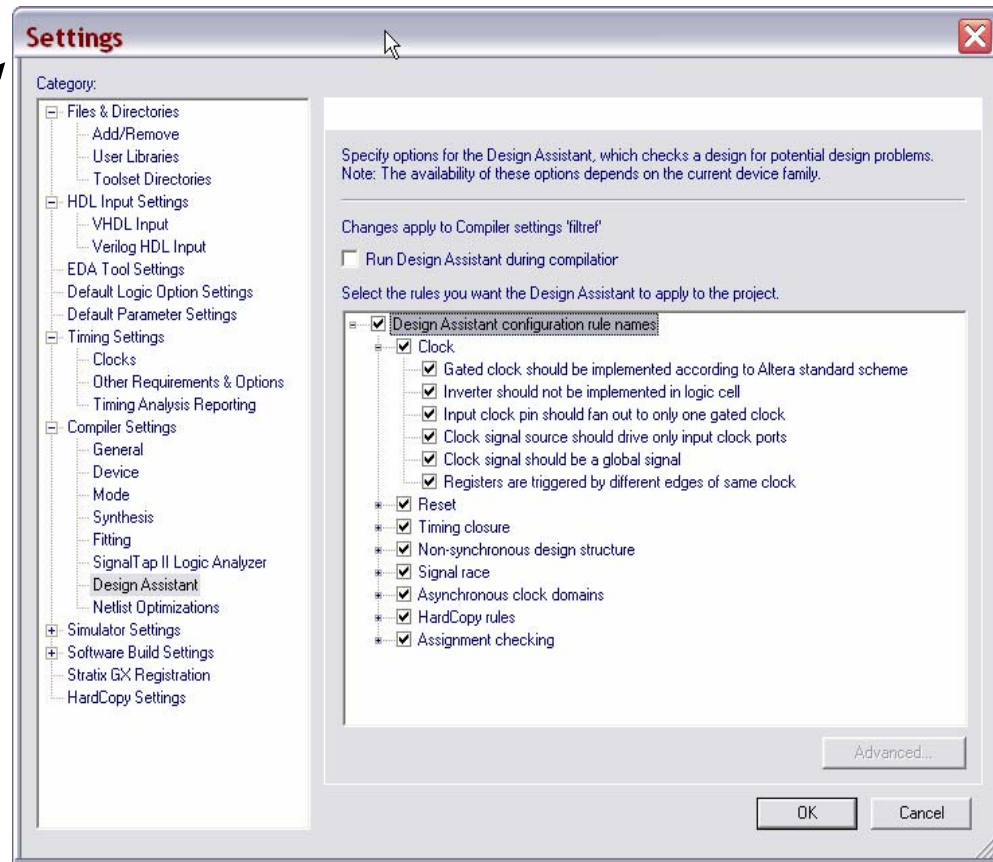 Settings
Category:
Files & Directories
Add/Remove
User Libraries
Toolset Directories
HDL Input Settings
VHDL Input
Verilog HDL Input
EDA Tool Settings
Default Logic Option Settings
Default Parameter Settings
Timing Settings
Clocks
Other Requirements & Options
Timing Analysis Reporting
Compiler Settings
General
Device
Mode
Synthesis
Fitting
SignalTap II Logic Analyzer
Design Assistant
Netlist Optimizations
Simulator Settings
Software Build Settings
Stratix GX Registration
HardCopy Settings
Specify options for the Design Assistant, which checks a design for potential design problems.
Note: The availability of these options depends on the current device family.
Changes apply to Compiler settings 'filtref'
Run Design Assistant during compilation
Select the rules you want the Design Assistant to apply to the project.
Design Assistant configuration rule names
Clock
Gated clock should be implemented according to Altera standard scheme
Inverter should not be implemented in logic cell
Input clock pin should fan out to only one gated clock
Clock signal source should drive only input clock ports
Clock signal should be a global signal
Registers are triggered by different edges of same clock
Reset
Timing closure
Non-synchronous design structure
Signal race
Asynchronous clock domains
HardCopy rules
Assignment checking
Advanced...
OK
Cancel